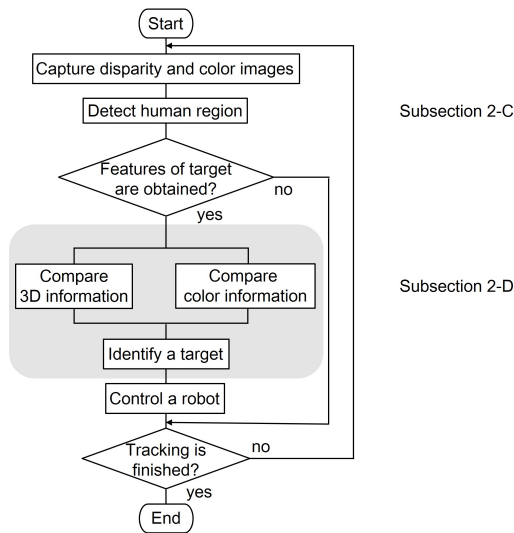 Start
Capture disparity and color images
Detect human region
Subsection 2-C
Features of target
are obtained?
no
yes
Compare
3D information
Compare
color information
Subsection 2-D
Identify a target
Control a robot
Tracking is
finished?
no
yes
End